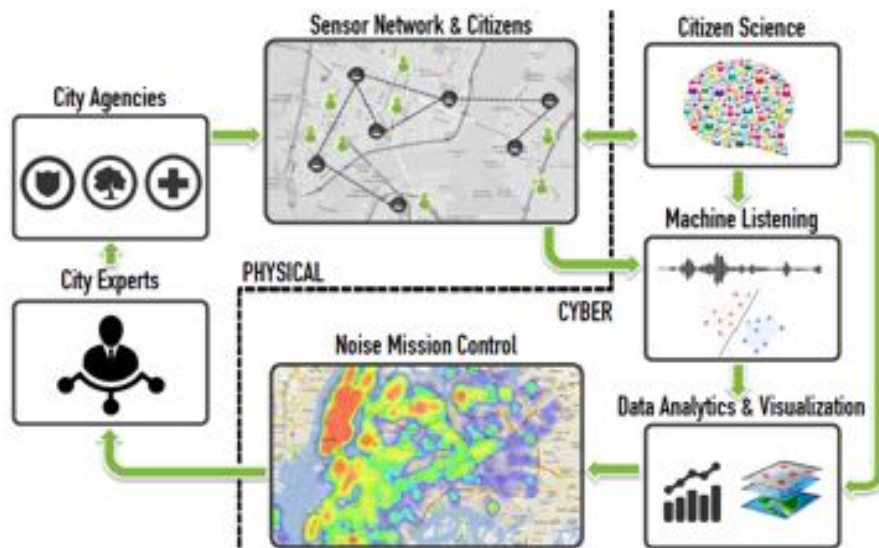 Sensor Network & Citizens
Citizen Science
City Agencies
Machine Listening
PHYSICAL
City Experts
CYBER
Noise Mission Control
Data Analytics & Visualization